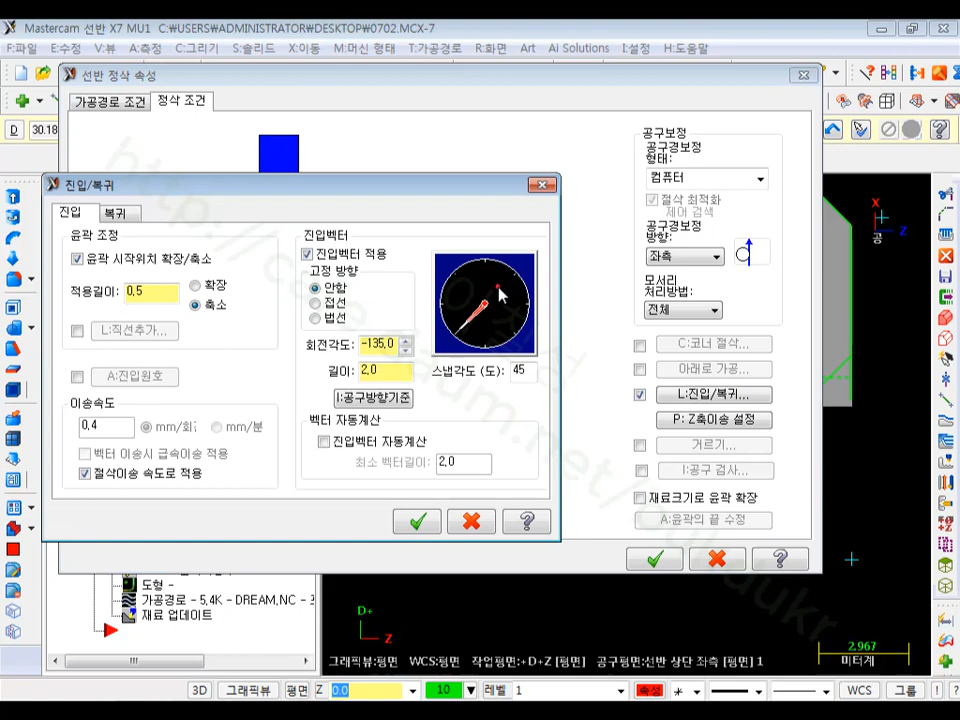 Mastercam 선반 X7 MU1 C:₩USERS₩ADMINISTRATOR₩DESKTOP₩0702.MCX-7
F:파일 E:수정 V:뷰 A:측정 C:그리기 S:솔리드 X:이동 M:머신 형태 T:가공경로 R:화면 Art Ai Solutions I:설정 H:도움말
선반 정삭 속성
D 30.18
가공경로 조건 정삭 조건
공구보정
공구경보정
형태:
컴퓨터
절삭 최적화
제어 검색
공구경보정
방향:
좌측
모서리
처리방법:
전체
C:코너 절삭...
아래로 가공...
L:진입/복귀...
P: Z축이송 설정
거르기...
I:공구 검사...
재료크기로 윤곽 확장
A:윤곽의 끝 수정
진입/복귀
진입 복귀
윤곽 조정
윤곽 시작위치 확장/축소
적용길이: 0.5
확장
축소
L:직선추가...
A:진입원호
이송속도
0.4 mm/회 mm/분
벡터 이송시 급속이송 적용
절삭이송 속도로 적용
진입벡터
진입벡터 적용
고정 방향
안함
접선
법선
회전각도: -135.0
길이: 2.0
스냅각도 (도): 45
I:공구방향기준
벡터 자동계산
진입벡터 자동계산
최소 벡터길이: 2.0
X
Z
공
도형 -
가공경로 - 5.4K - DREAM.NC - 프
재료 업데이트
D+
Z
2.967
미터계
그래픽뷰:평면 WCS:평면 작업평면:+D+Z [평면] 공구평면:선반 상단 좌측 [평면] 1
3D 그래픽뷰 평면 Z 0.0 10 레벨 1 속성 WCS 그룹 ! ?